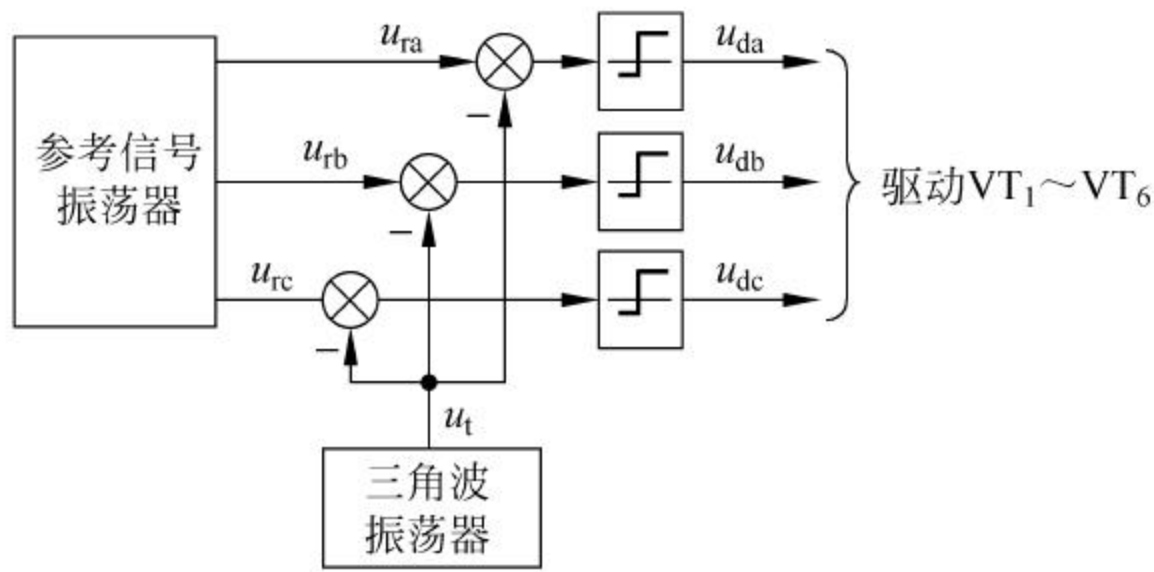 u_ra
u_da
参考信号
振荡器
−
u_rb
u_db
驱动VT₁～VT₆
−
u_rc
u_dc
−
u_t
三角波
振荡器